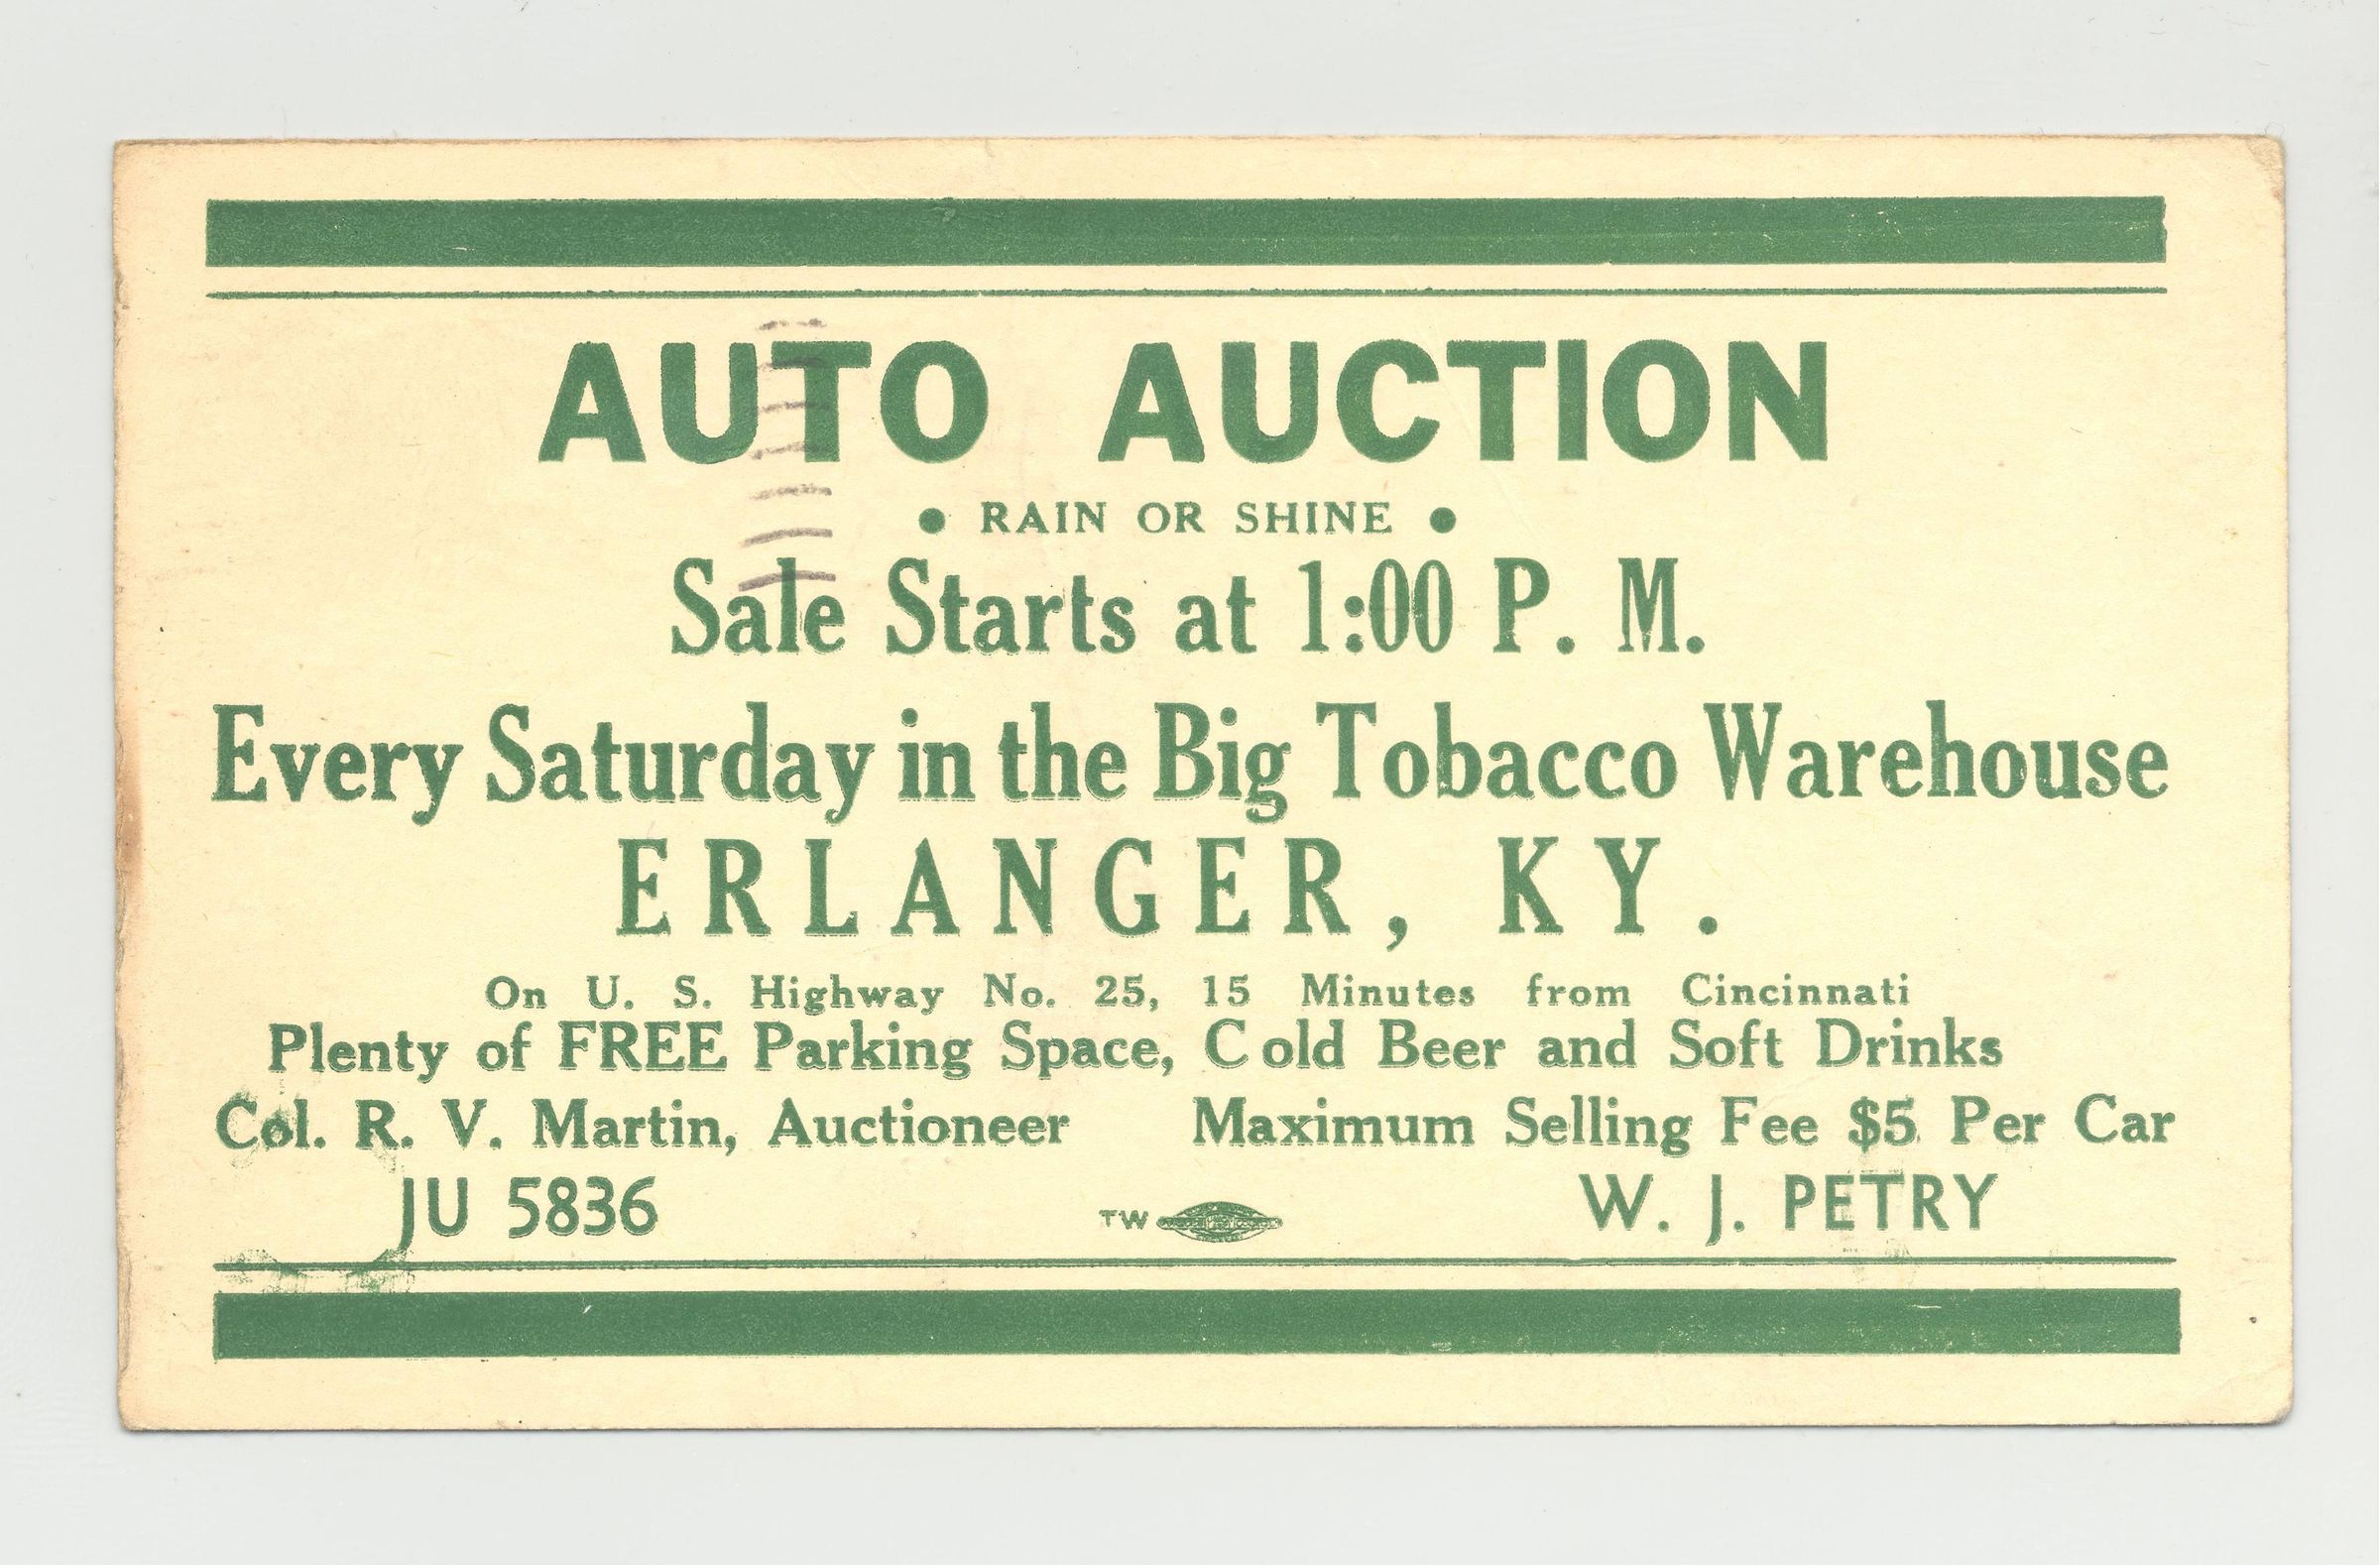 AUTO AUCTION
• RAIN OR SHINE •
Sale Starts at 1:00 P. M.
Every Saturday in the Big Tobacco Warehouse
ERLANGER, KY.
On U. S. Highway No. 25, 15 Minutes from Cincinnati
Plenty of FREE Parking Space, Cold Beer and Soft Drinks
Col. R. V. Martin, Auctioneer Maximum Selling Fee $5 Per Car
JU 5836 TW W. J. PETRY